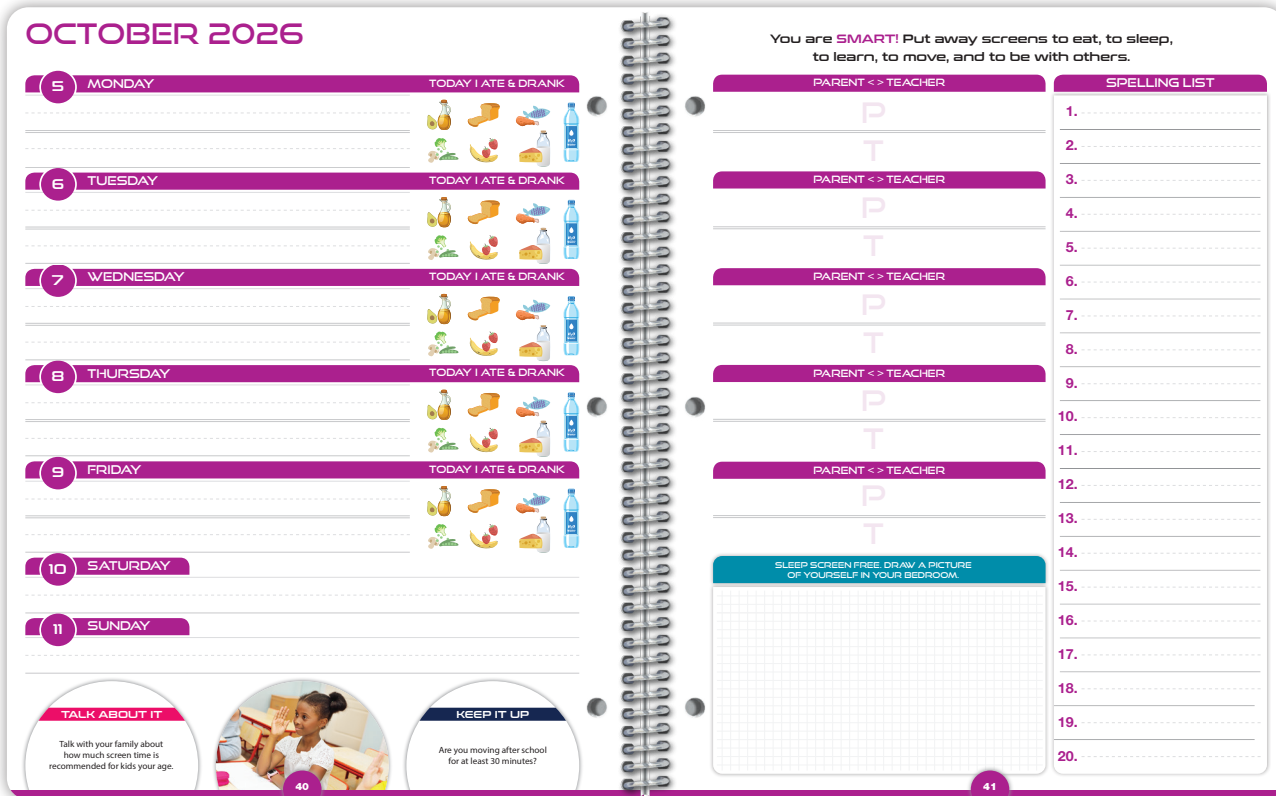 OCTOBER 2026
5 MONDAY TODAY I ATE & DRANK
6 TUESDAY TODAY I ATE & DRANK
7 WEDNESDAY TODAY I ATE & DRANK
8 THURSDAY TODAY I ATE & DRANK
9 FRIDAY TODAY I ATE & DRANK
10 SATURDAY
11 SUNDAY
TALK ABOUT IT
Talk with your family about
how much screen time is
recommended for kids your age.
KEEP IT UP
Are you moving after school
for at least 30 minutes?
40
You are SMART! Put away screens to eat, to sleep,
to learn, to move, and to be with others.
PARENT <> TEACHER
P
T
PARENT <> TEACHER
P
T
PARENT <> TEACHER
P
T
PARENT <> TEACHER
P
T
PARENT <> TEACHER
P
T
SLEEP SCREEN FREE. DRAW A PICTURE
OF YOURSELF IN YOUR BEDROOM.
SPELLING LIST
1.
2.
3.
4.
5.
6.
7.
8.
9.
10.
11.
12.
13.
14.
15.
16.
17.
18.
19.
20.
41